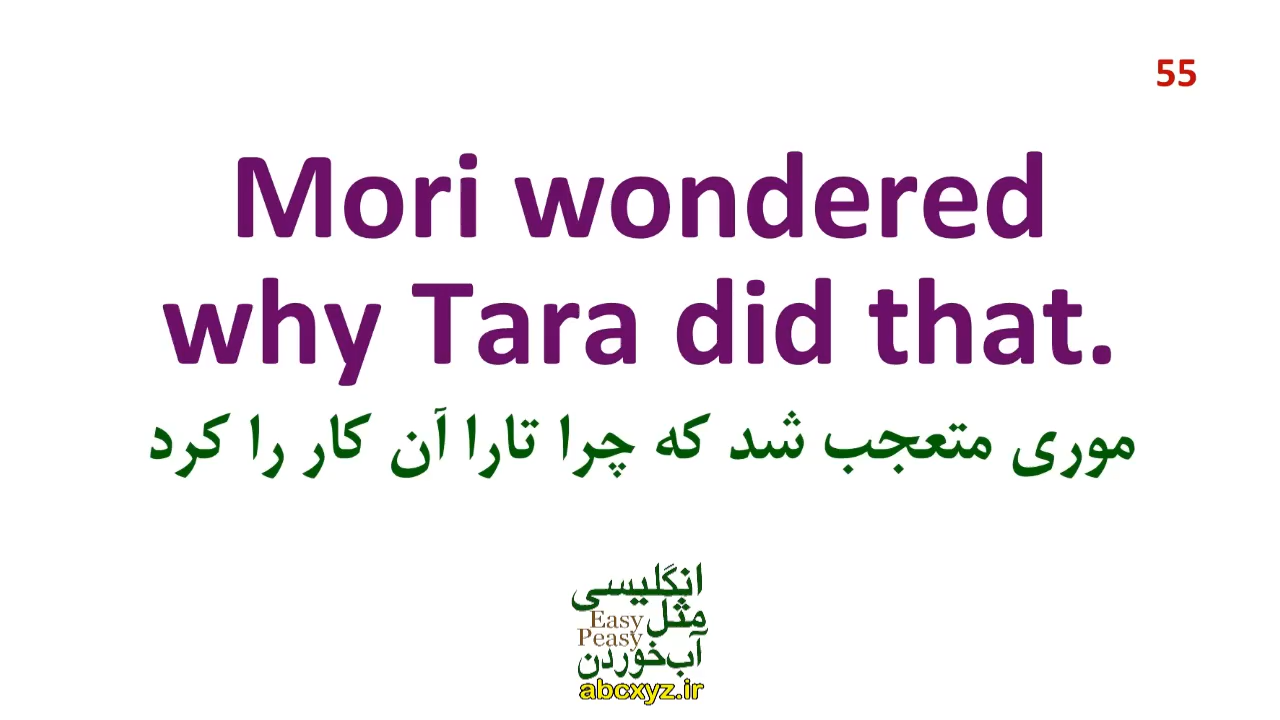 55
Mori wondered
why Tara did that.
موری متعجب شد که چرا تارا آن کار را کرد
انگلیسی
مثل
Easy
Peasy
آب‌خوردن
abcxyz.ir